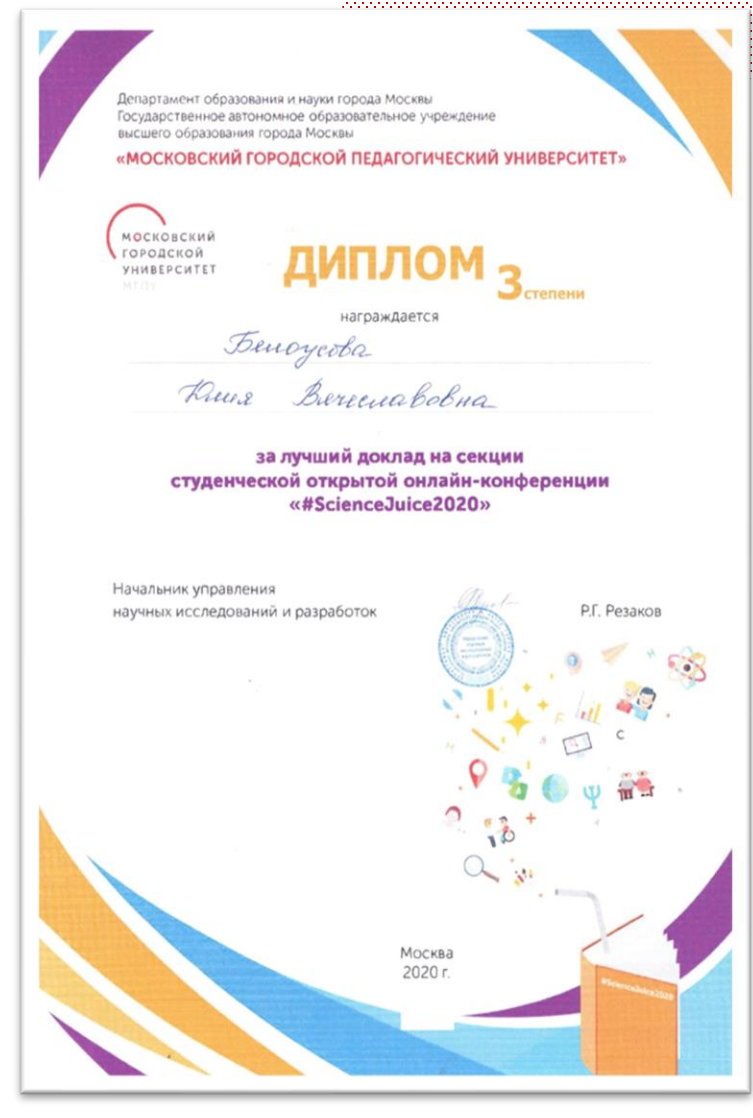 Департамент образования и науки города Москвы
Государственное автономное образовательное учреждение
высшего образования города Москвы
«МОСКОВСКИЙ ГОРОДСКОЙ ПЕДАГОГИЧЕСКИЙ УНИВЕРСИТЕТ»
МОСКОВСКИЙ
ГОРОДСКОЙ
УНИВЕРСИТЕТ
МГПУ
ДИПЛОМ 3 степени
награждается
Белоусова
Юлия Вячеславовна
за лучший доклад на секции
студенческой открытой онлайн-конференции
«#ScienceJuice2020»
Начальник управления
научных исследований и разработок
Р.Г. Резаков
Москва
2020 г.
#ScienceJuice2020